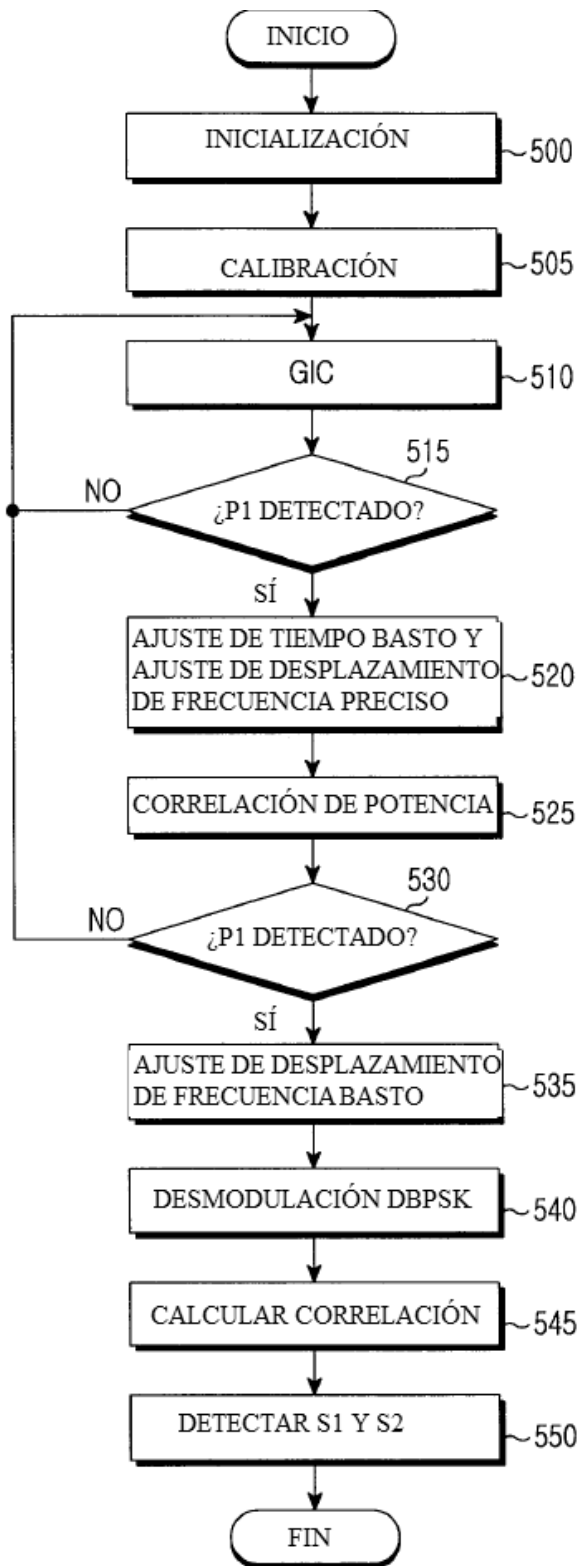 INICIO
INICIALIZACIÓN
500
CALIBRACIÓN
505
GIC
510
515
NO
¿P1 DETECTADO?
SÍ
AJUSTE DE TIEMPO BASTO Y
AJUSTE DE DESPLAZAMIENTO
DE FRECUENCIA PRECISO
520
CORRELACIÓN DE POTENCIA
525
530
NO
¿P1 DETECTADO?
SÍ
AJUSTE DE DESPLAZAMIENTO
DE FRECUENCIA BASTO
535
DESMODULACIÓN DBPSK
540
CALCULAR CORRELACIÓN
545
DETECTAR S1 Y S2
550
FIN